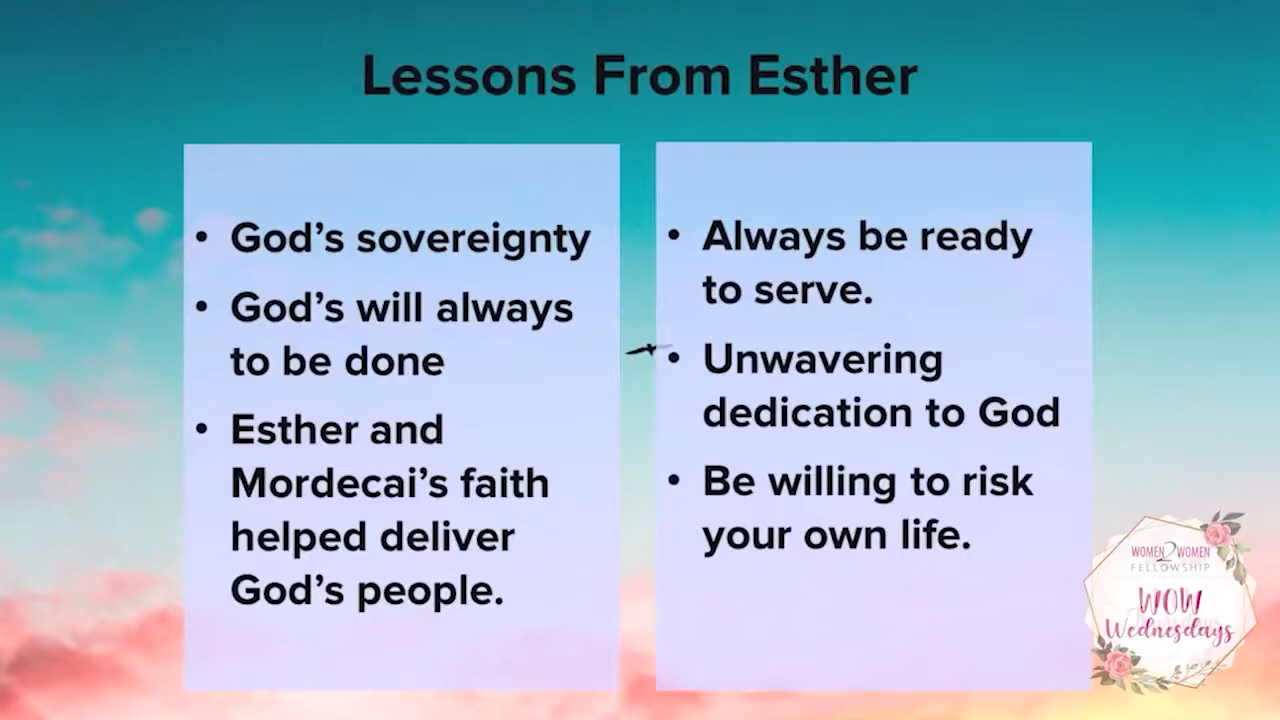 Lessons From Esther
• God’s sovereignty
• God’s will always
to be done
• Esther and
Mordecai’s faith
helped deliver
God’s people.
• Always be ready
to serve.
• Unwavering
dedication to God
• Be willing to risk
your own life.
WOMEN2WOMEN
FELLOWSHIP
WOW
Wednesdays